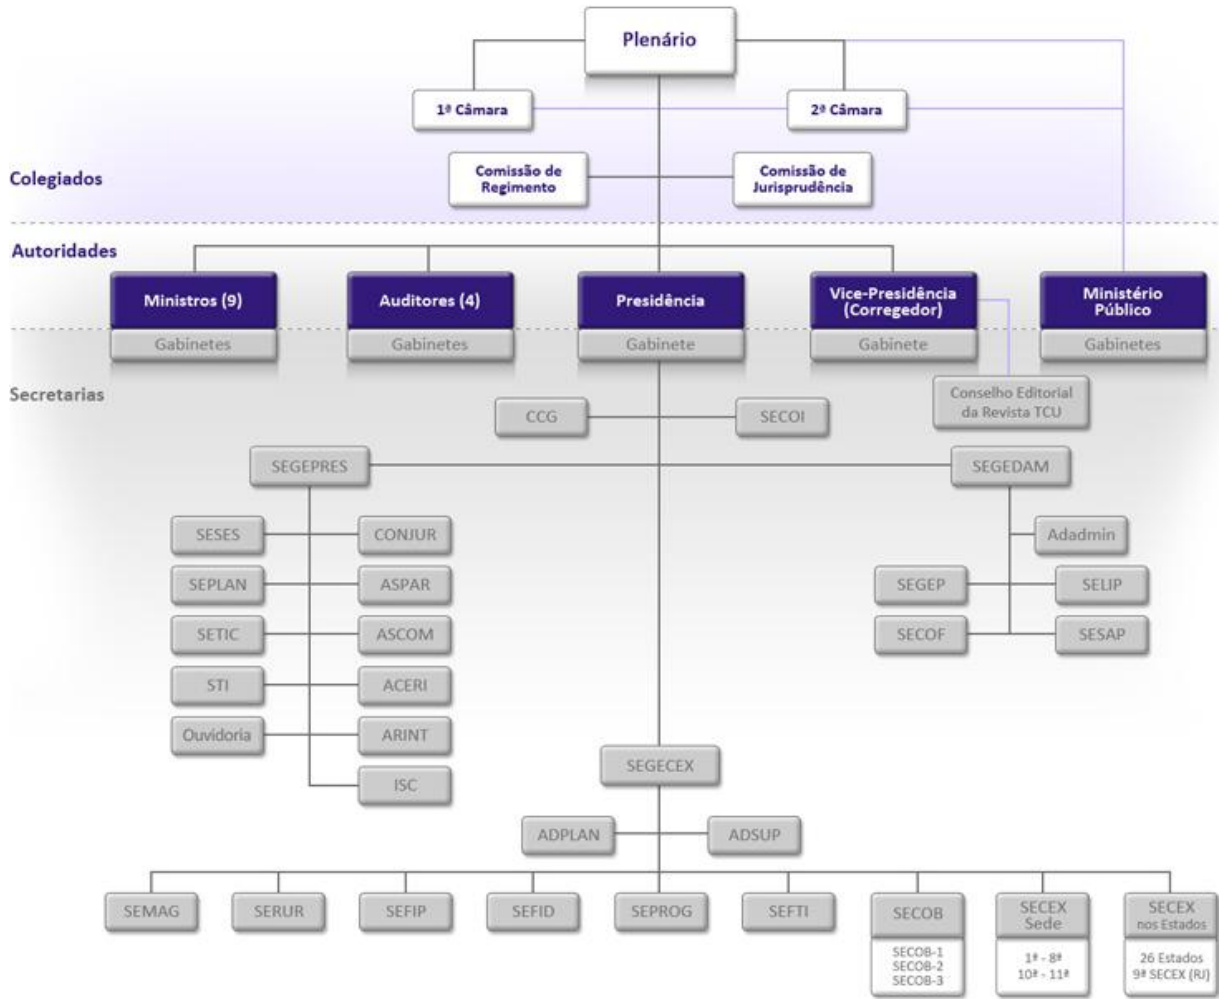 Plenário
1ª Câmara
2ª Câmara
Comissão de
Regimento
Comissão de
Jurisprudência
Colegiados
Autoridades
Ministros (9)
Gabinetes
Auditores (4)
Gabinetes
Presidência
Gabinete
Vice-Presidência
(Corregedor)
Gabinete
Ministério
Público
Gabinetes
Secretarias
Conselho Editorial
da Revista TCU
CCG
SECOI
SEGEPRES
SEGEDAM
SESES
CONJUR
Adadmin
SEPLAN
ASPAR
SEGEP
SELIP
SETIC
ASCOM
SECOF
SESAP
STI
ACERI
Ouvidoria
ARINT
ISC
SEGECEX
ADPLAN
ADSUP
SEMAG
SERUR
SEFIP
SEFID
SEPROG
SEFTI
SECOB
SECOB-1
SECOB-2
SECOB-3
SECEX
Sede
1ª - 8ª
10ª - 11ª
SECEX
nos Estados
26 Estados
9ª SECEX (RJ)